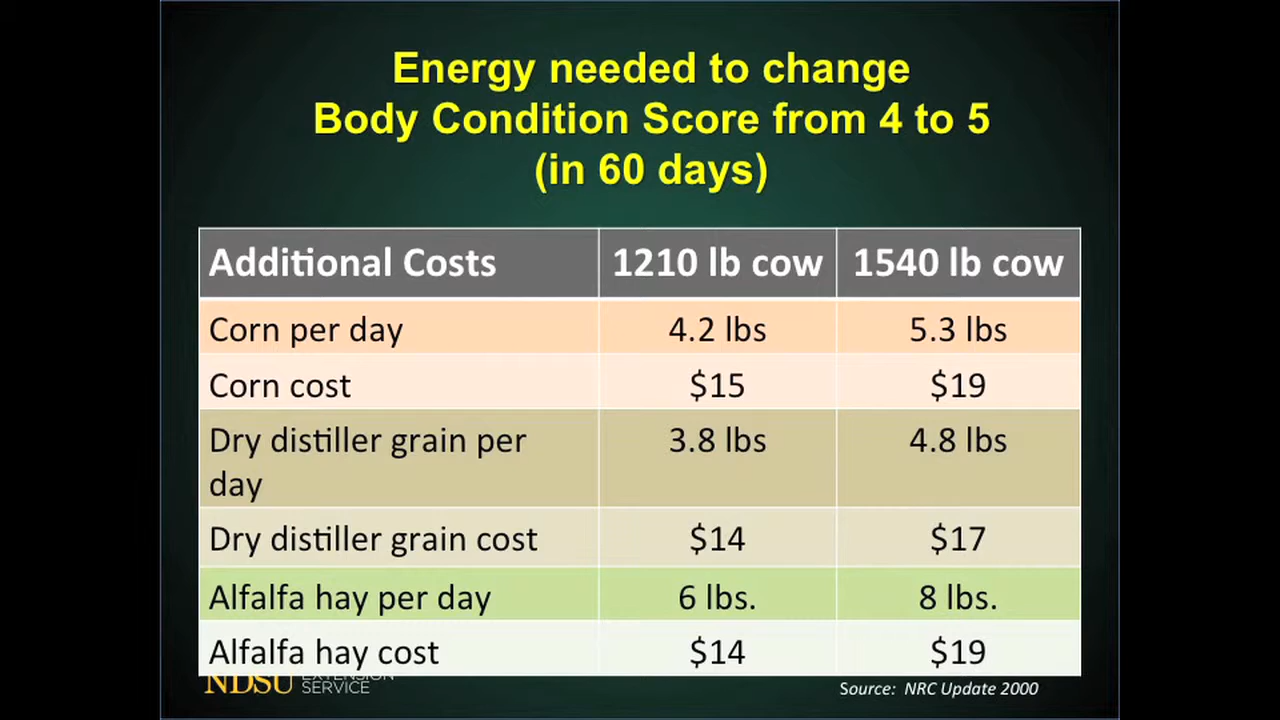 Energy needed to change
Body Condition Score from 4 to 5
(in 60 days)
Additional Costs 1210 lb cow 1540 lb cow
Corn per day 4.2 lbs 5.3 lbs
Corn cost $15 $19
Dry distiller grain per 3.8 lbs 4.8 lbs
day
Dry distiller grain cost $14 $17
Alfalfa hay per day 6 lbs. 8 lbs.
Alfalfa hay cost $14 $19
NDSU EXTENSION
SERVICE
Source: NRC Update 2000